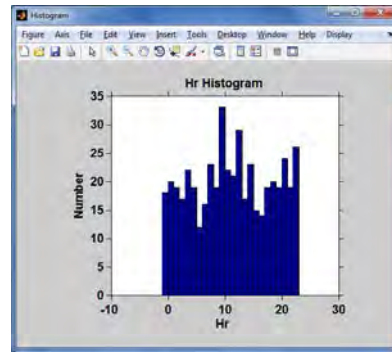 Histogram
Figure Axis File Edit View Insert Tools Desktop Window Help Display
Hr Histogram
35
30
25
20
15
10
5
0
Number
-10 0 10 20 30
Hr